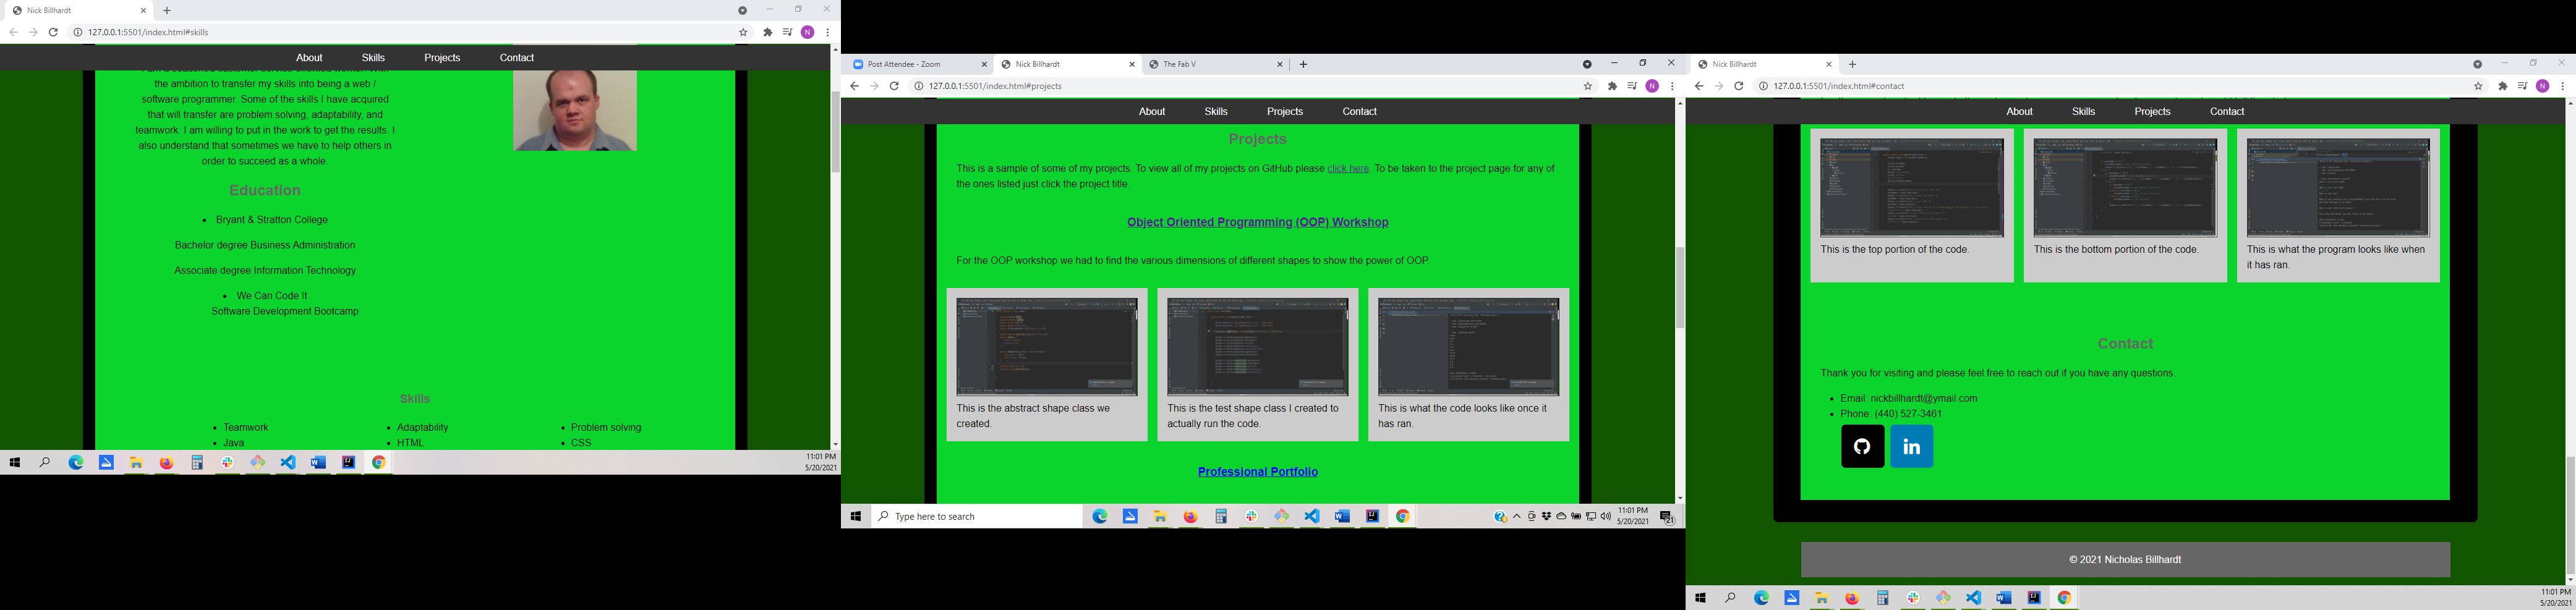 Nick Billhardt
127.0.0.1:5501/index.html#skills
N
About Skills Projects Contact
the ambition to transfer my skills into being a web /
software programmer. Some of the skills I have acquired
that will transfer are problem solving, adaptability, and
teamwork. I am willing to put in the work to get the results. I
also understand that sometimes we have to help others in
order to succeed as a whole.
Education
Bryant & Stratton College
Bachelor degree Business Administration
Associate degree Information Technology
We Can Code It
Software Development Bootcamp
Skills
Teamwork
Java
Adaptability
HTML
Problem solving
CSS
11:01 PM
5/20/2021
Post Attendee - Zoom
Nick Billhardt
The Fab V
127.0.0.1:5501/index.html#projects
N
About Skills Projects Contact
Projects
This is a sample of some of my projects. To view all of my projects on GitHub please click here. To be taken to the project page for any of
the ones listed just click the project title.
Object Oriented Programming (OOP) Workshop
For the OOP workshop we had to find the various dimensions of different shapes to show the power of OOP.
This is the abstract shape class we
created.
This is the test shape class I created to
actually run the code.
This is what the code looks like once it
has ran.
Professional Portfolio
Type here to search
11:01 PM
5/20/2021
21
Nick Billhardt
127.0.0.1:5501/index.html#contact
N
About Skills Projects Contact
This is the top portion of the code.
This is the bottom portion of the code.
This is what the program looks like when
it has ran.
Contact
Thank you for visiting and please feel free to reach out if you have any questions.
Email: nickbillhardt@ymail.com
Phone: (440) 527-3461
in
© 2021 Nicholas Billhardt
11:01 PM
5/20/2021